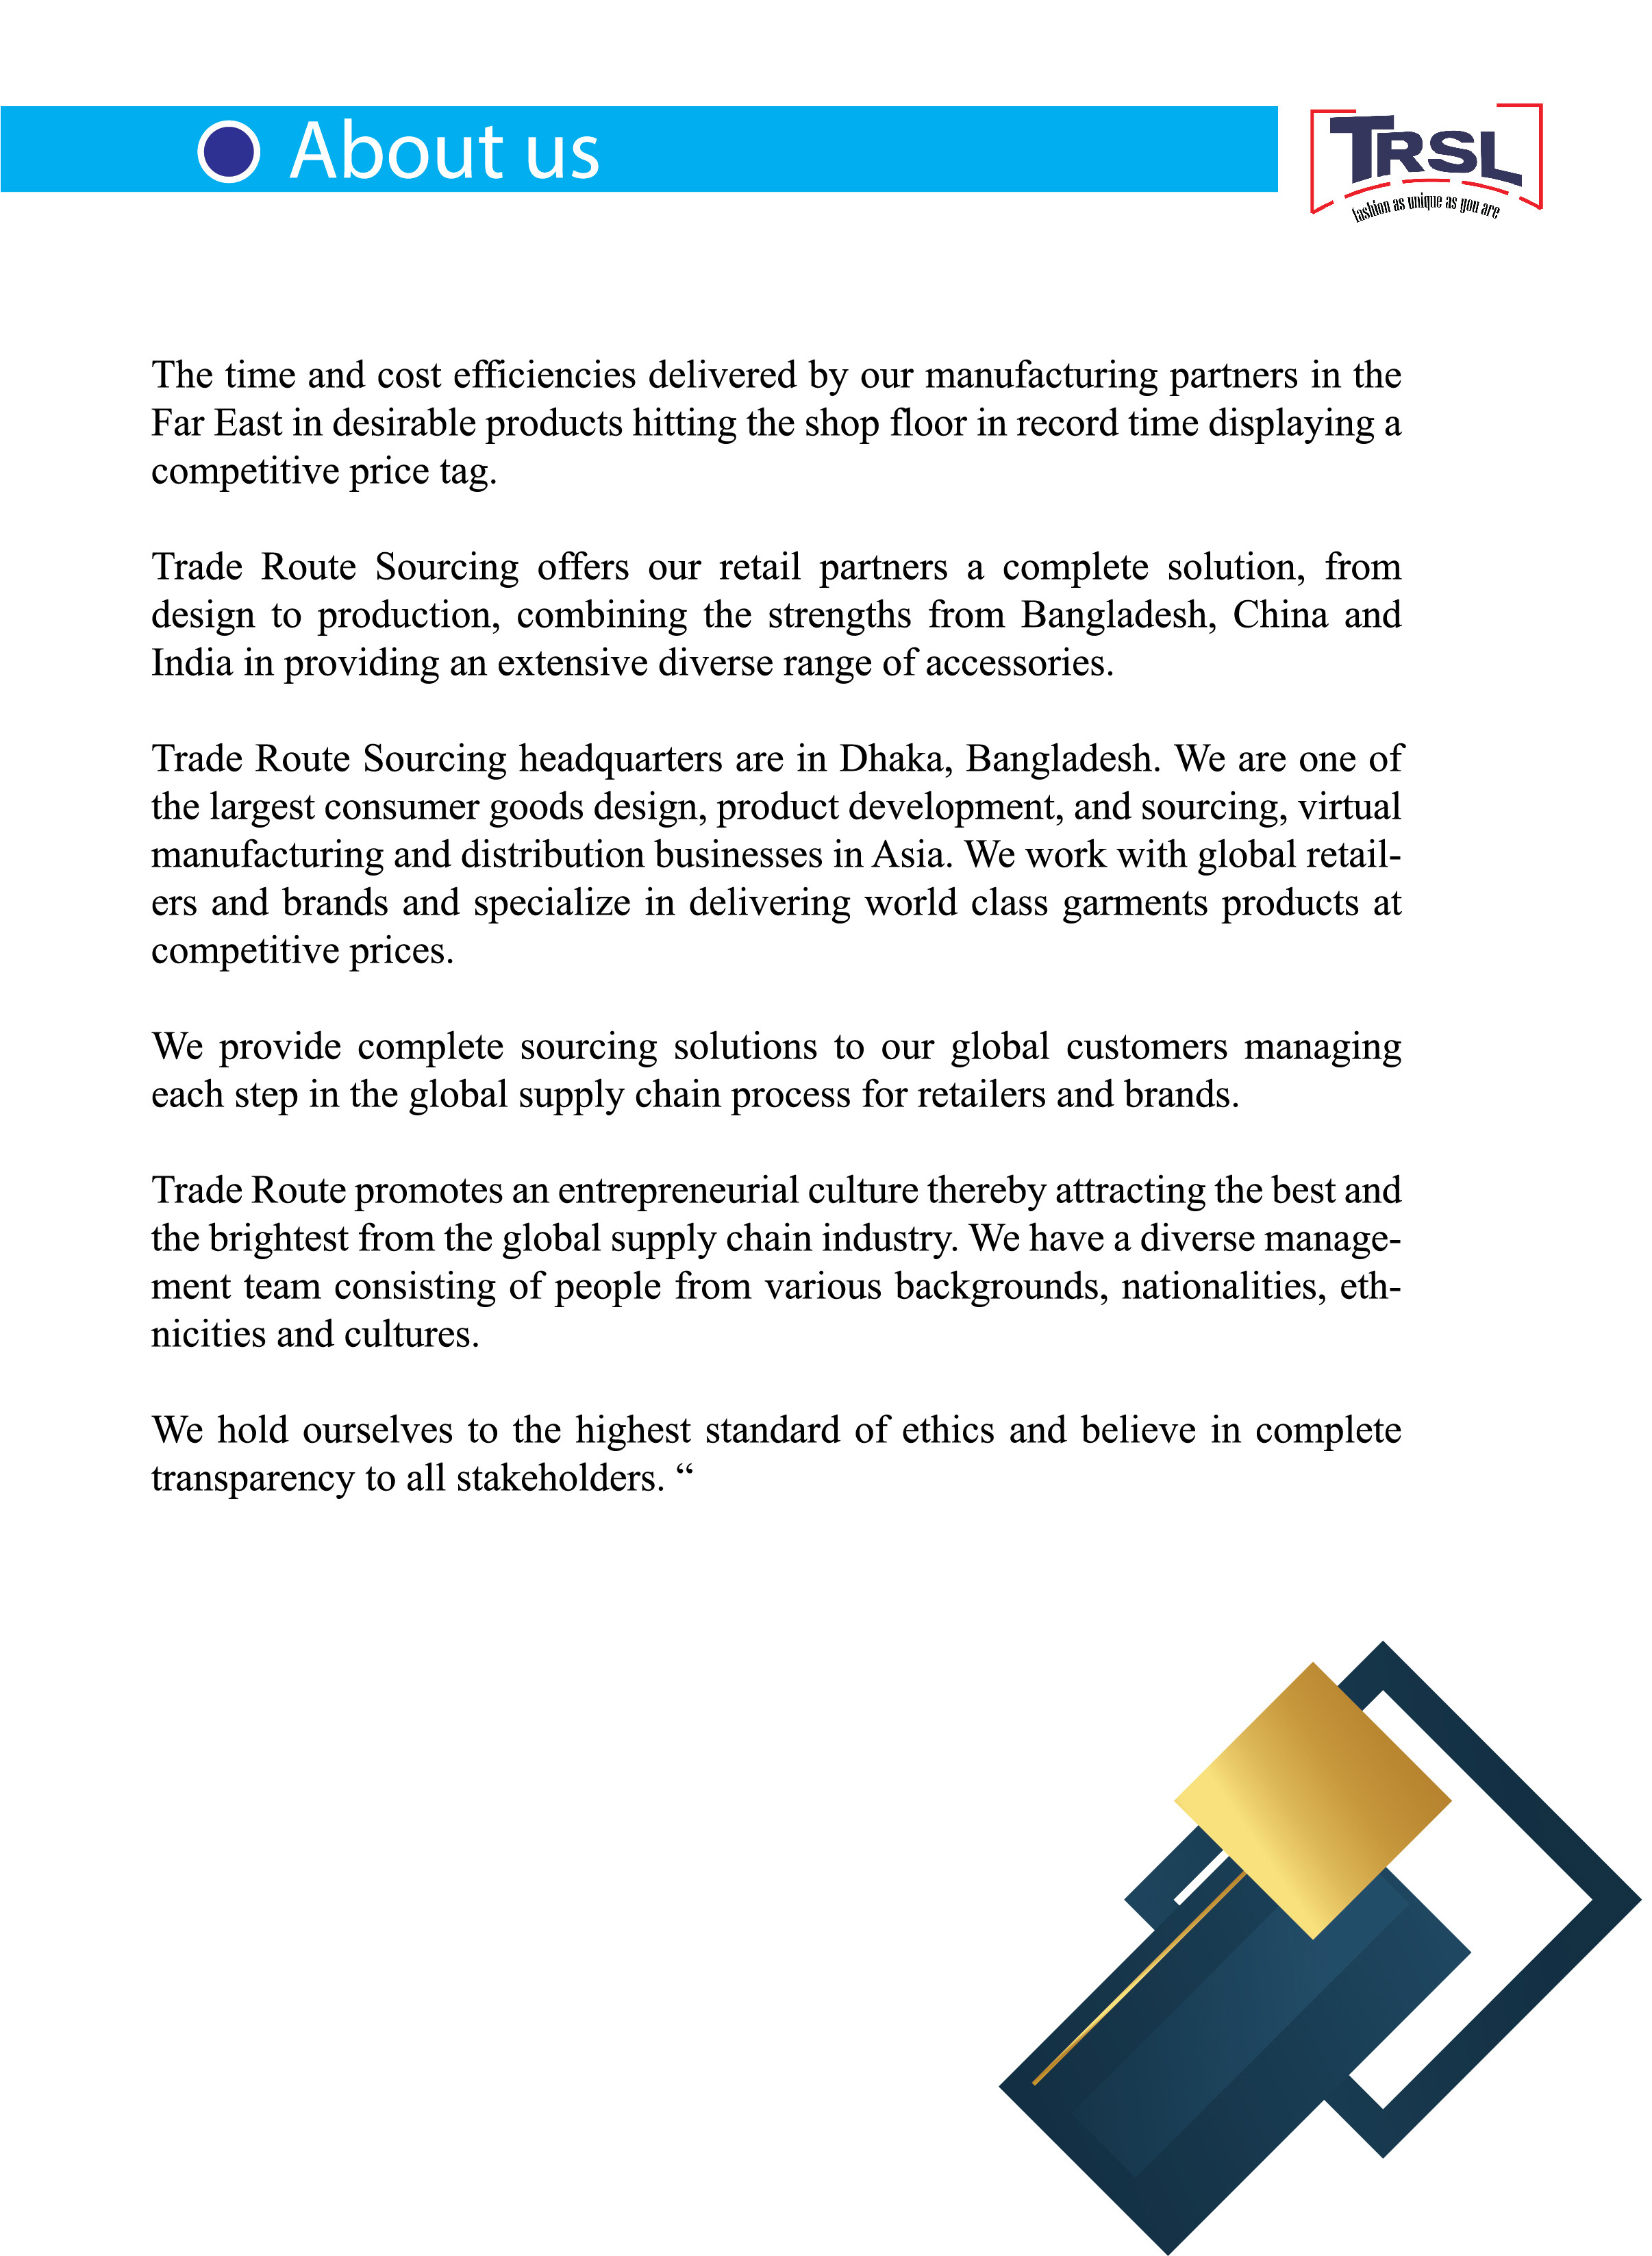 About us
TRSL
fashion as unique as you are
The time and cost efficiencies delivered by our manufacturing partners in the
Far East in desirable products hitting the shop floor in record time displaying a
competitive price tag.
Trade Route Sourcing offers our retail partners a complete solution, from
design to production, combining the strengths from Bangladesh, China and
India in providing an extensive diverse range of accessories.
Trade Route Sourcing headquarters are in Dhaka, Bangladesh. We are one of
the largest consumer goods design, product development, and sourcing, virtual
manufacturing and distribution businesses in Asia. We work with global retail-
ers and brands and specialize in delivering world class garments products at
competitive prices.
We provide complete sourcing solutions to our global customers managing
each step in the global supply chain process for retailers and brands.
Trade Route promotes an entrepreneurial culture thereby attracting the best and
the brightest from the global supply chain industry. We have a diverse manage-
ment team consisting of people from various backgrounds, nationalities, eth-
nicities and cultures.
We hold ourselves to the highest standard of ethics and believe in complete
transparency to all stakeholders. “